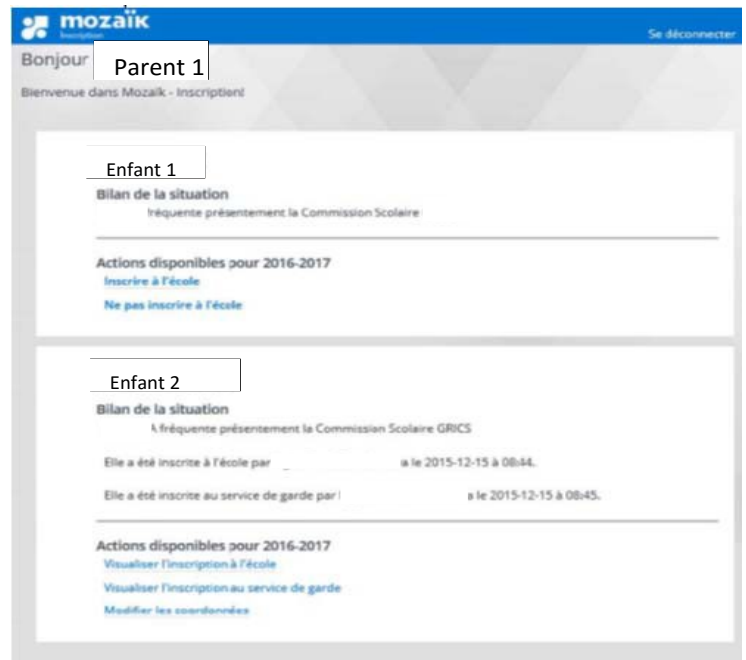 mozaïk
Inscription
Se déconnecter
Bonjour Parent 1
Bienvenue dans Mozaïk - Inscription!
Enfant 1
Bilan de la situation
fréquente présentement la Commission Scolaire
Actions disponibles pour 2016-2017
Inscrire à l'école
Ne pas inscrire à l'école
Enfant 2
Bilan de la situation
A fréquente présentement la Commission Scolaire GRICS
Elle a été inscrite à l'école par a le 2015-12-15 à 08:44.
Elle a été inscrite au service de garde par a le 2015-12-15 à 08:45.
Actions disponibles pour 2016-2017
Visualiser l'inscription à l'école
Visualiser l'inscription au service de garde
Modifier les coordonnées